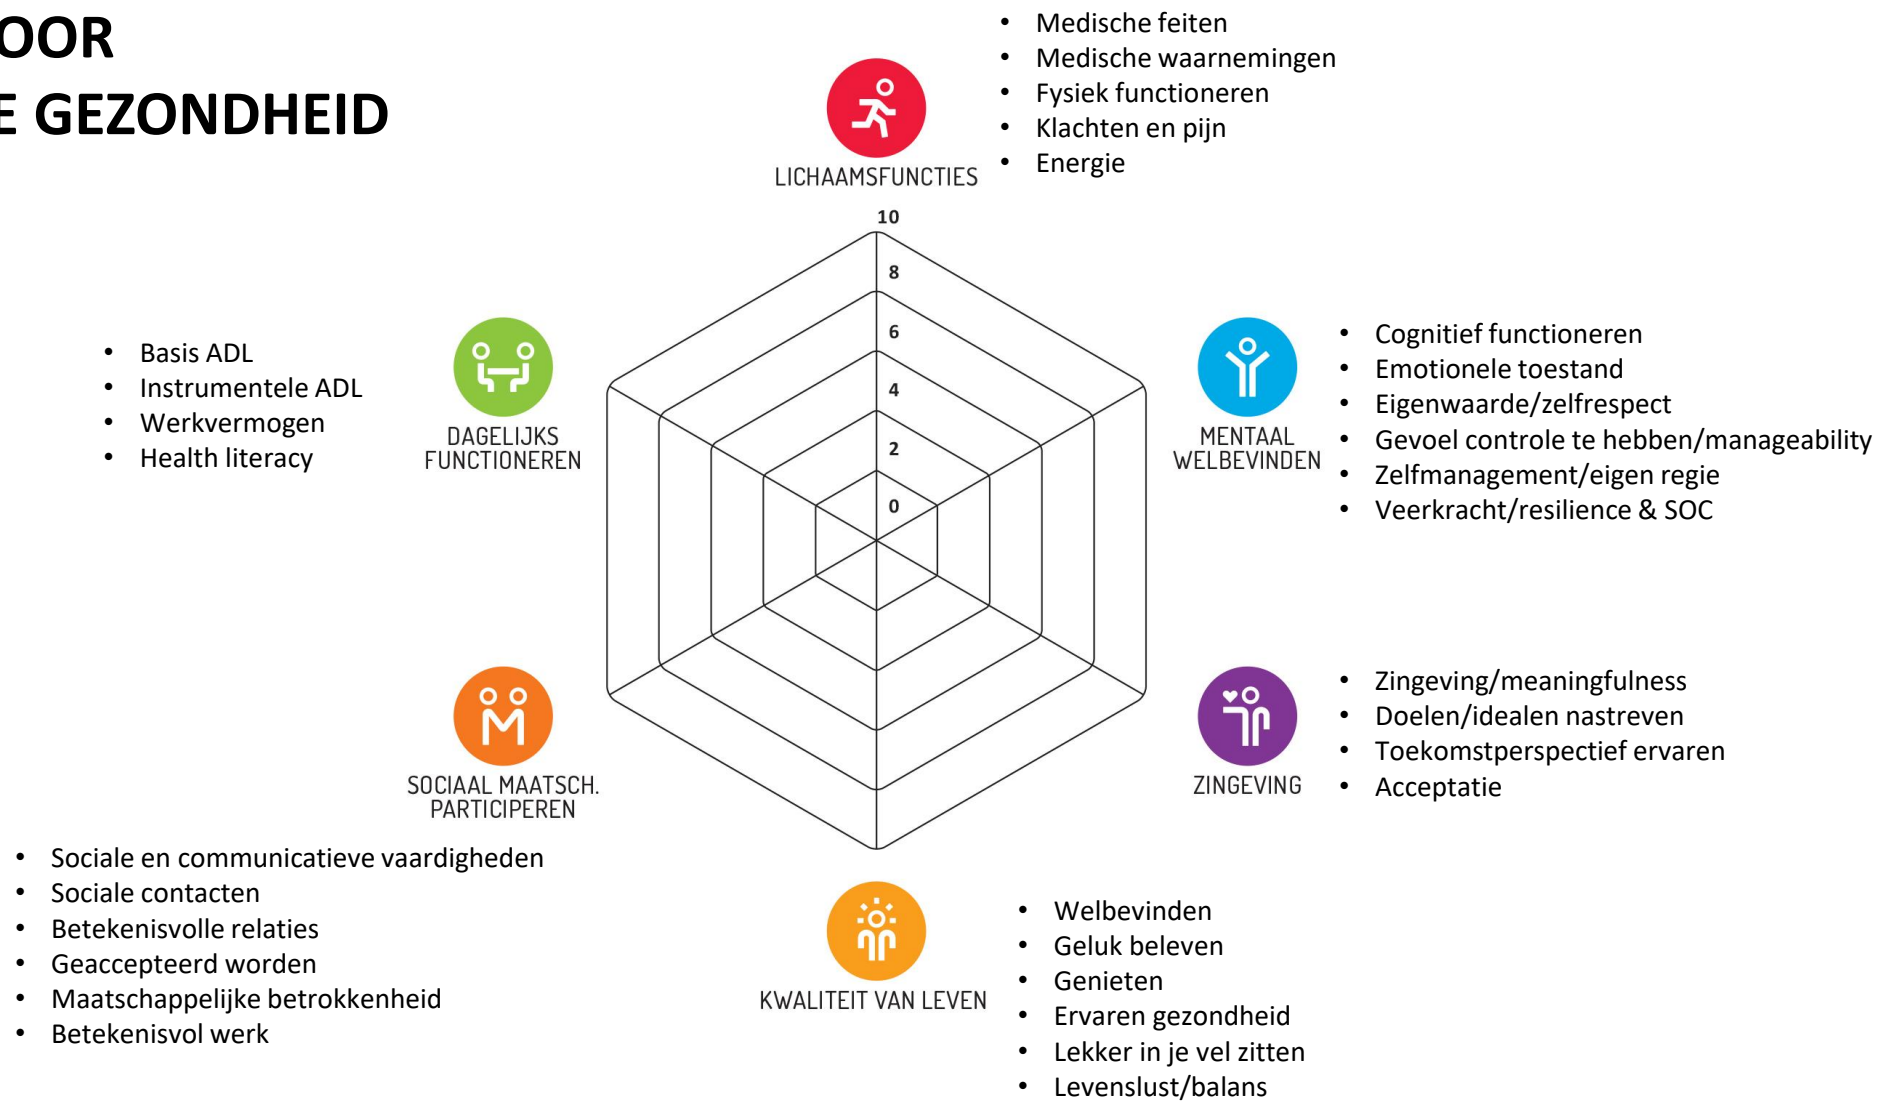 OOR
E GEZONDHEID
• Medische feiten
• Medische waarnemingen
• Fysiek functioneren
• Klachten en pijn
• Energie
LICHAAMSFUNCTIES
10
8
6
4
2
0
• Basis ADL
• Instrumentele ADL
• Werkvermogen
• Health literacy
DAGELIJKS
FUNCTIONEREN
MENTAAL
WELBEVINDEN
• Cognitief functioneren
• Emotionele toestand
• Eigenwaarde/zelfrespect
• Gevoel controle te hebben/manageability
• Zelfmanagement/eigen regie
• Veerkracht/resilience & SOC
SOCIAAL MAATSCH.
PARTICIPEREN
ZINGEVING
• Zingeving/meaningfulness
• Doelen/idealen nastreven
• Toekomstperspectief ervaren
• Acceptatie
• Sociale en communicatieve vaardigheden
• Sociale contacten
• Betekenisvolle relaties
• Geaccepteerd worden
• Maatschappelijke betrokkenheid
• Betekenisvol werk
KWALITEIT VAN LEVEN
• Welbevinden
• Geluk beleven
• Genieten
• Ervaren gezondheid
• Lekker in je vel zitten
• Levenslust/balans